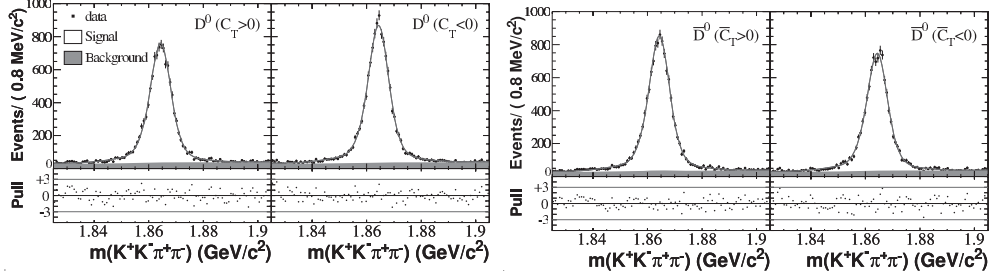 1000
800
600
400
200
0
Events/ ( 0.8 MeV/c²)
data
Signal
Background
D⁰ (C_T>0)
D⁰ (C_T<0)
Pull
+3
0
-3
1.84 1.86 1.88 1.9
1.84 1.86 1.88 1.9
m(K⁺K⁻π⁺π⁻) (GeV/c²)
m(K⁺K⁻π⁺π⁻) (GeV/c²)
1000
800
600
400
200
0
Events/ ( 0.8 MeV/c²)
D̅⁰ (C̅_T>0)
D̅⁰ (C̅_T<0)
Pull
+3
0
-3
1.84 1.86 1.88 1.9
1.84 1.86 1.88 1.9
m(K⁺K⁻π⁺π⁻) (GeV/c²)
m(K⁺K⁻π⁺π⁻) (GeV/c²)